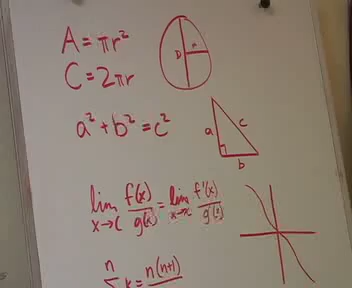 A = πr²
C = 2πr
D r
a² + b² = c²
a c
b
lim x→c f(x)/g(x) = lim x→c f'(x)/g'(x)
n Σ k = n(n+1)